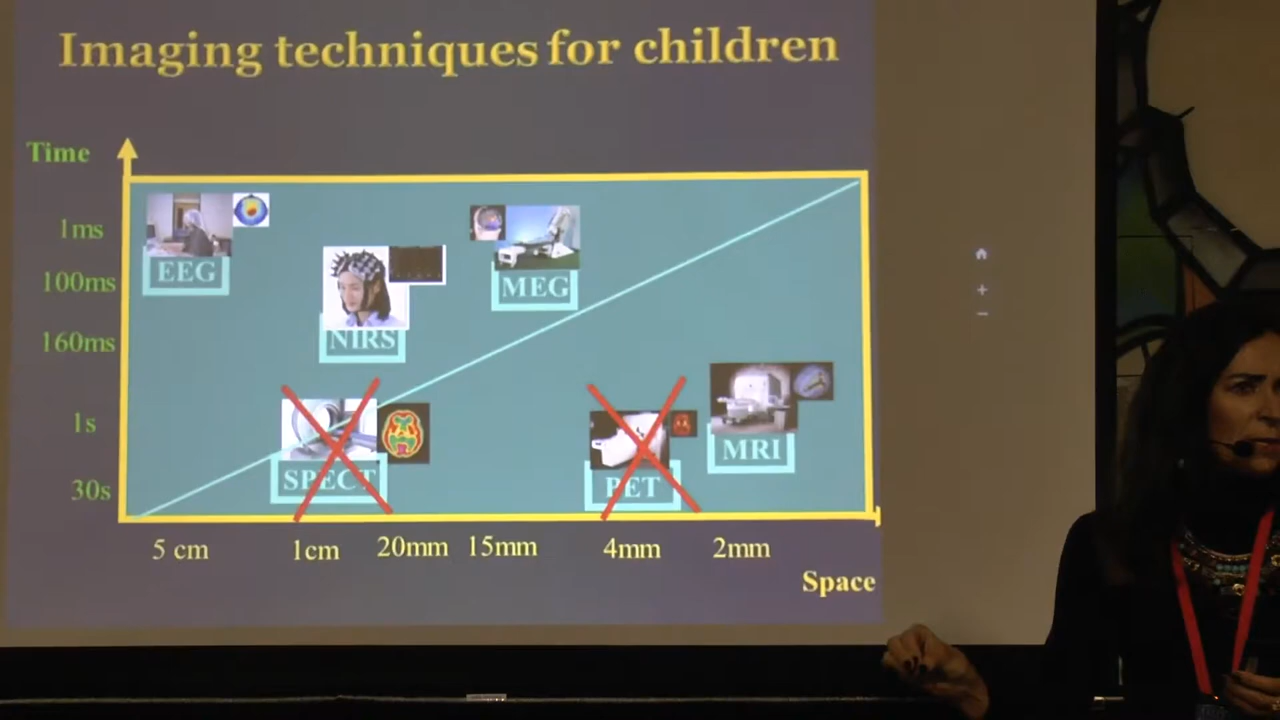 Imaging techniques for children
Time
1ms
EEG
100ms
MEG
160ms
NIRS
1s
MRI
SPECT
PET
30s
5 cm 1cm 20mm 15mm 4mm 2mm
Space